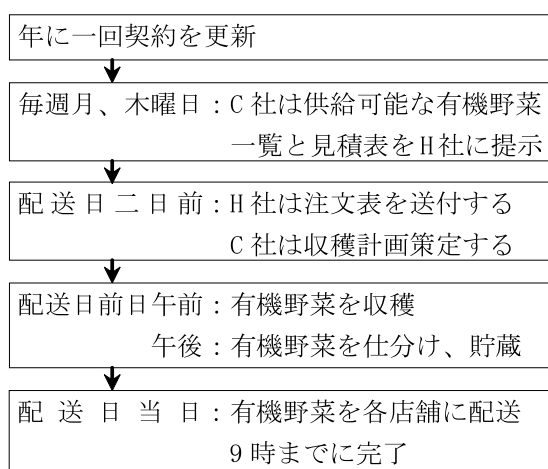 年に一回契約を更新
毎週月、木曜日：C社は供給可能な有機野菜
一覧と見積表をH社に提示
配送日二日前：H社は注文表を送付する
C社は収穫計画策定する
配送日前日午前：有機野菜を収穫
午後：有機野菜を仕分け、貯蔵
配送日当日：有機野菜を各店舗に配送
9時までに完了